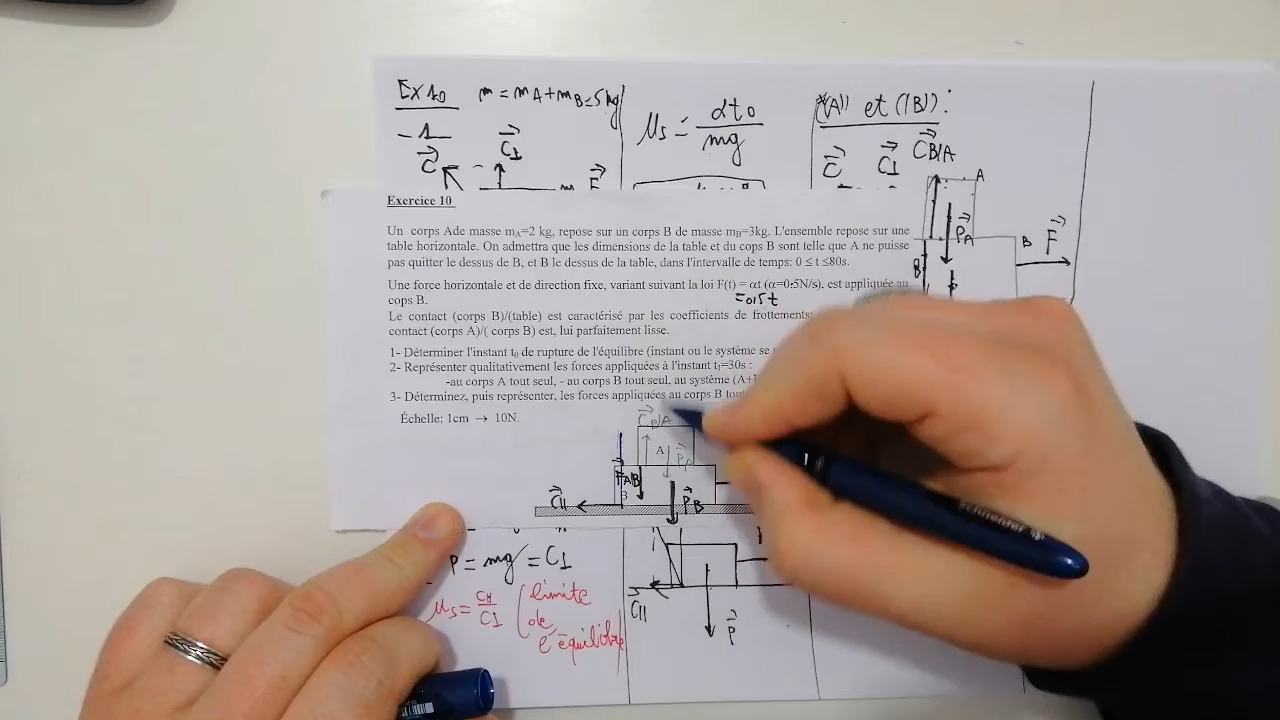 Ex 10 m = mA + mB = 5 kg
- 1 -
C⃗ C⃗⊥
μs = αt0 / mg
(A) et (B) :
C⃗ C⃗⊥ C⃗B/A
A
P⃗A
B F⃗
Exercice 10
Un corps Ade masse mA=2 kg, repose sur un corps B de masse mB=3kg. L'ensemble repose sur une
table horizontale. On admettra que les dimensions de la table et du cops B sont telle que A ne puisse
pas quitter le dessus de B, et B le dessus de la table, dans l'intervalle de temps: 0 ≤ t ≤80s.
Une force horizontale et de direction fixe, variant suivant la loi F(t) = αt (α=0.5N/s), est appliquée au
cops B.
=0,5 t
Le contact (corps B)/(table) est caractérisé par les coefficients de frottements:
contact (corps A)/( corps B) est, lui parfaitement lisse.
1- Déterminer l'instant t0 de rupture de l'équilibre (instant ou le système se
2- Représenter qualitativement les forces appliquées à l'instant t1=30s :
-au corps A tout seul, - au corps B tout seul, au système (A+
3- Déterminez, puis représenter, les forces appliquées au corps B
Échelle: 1cm → 10N.
C⃗B/A
A P⃗A
F⃗A/B
B
C⃗|| P⃗B
Schneider
P = mg = C⊥
μs = C|| / C⊥ (limite
de
l'équilibre
C⃗|| P⃗